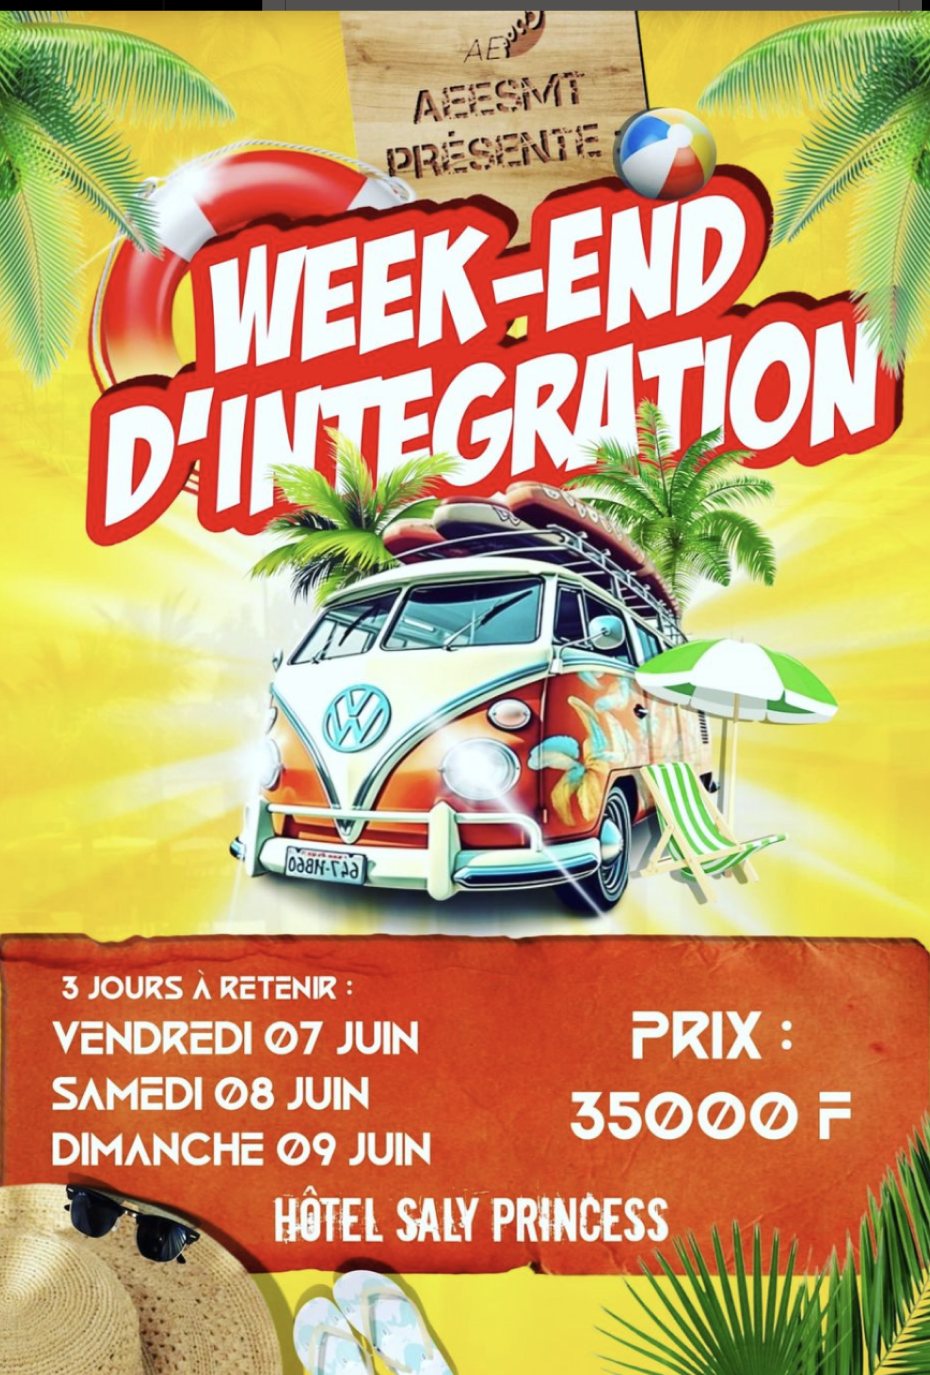 AEESMT
PRÉSENTE
WEEK-END
D'INTEGRATION
3 JOURS À RETENIR :
VENDREDI 07 JUIN
SAMEDI 08 JUIN
DIMANCHE 09 JUIN
PRIX :
35000 F
HÔTEL SALY PRINCESS